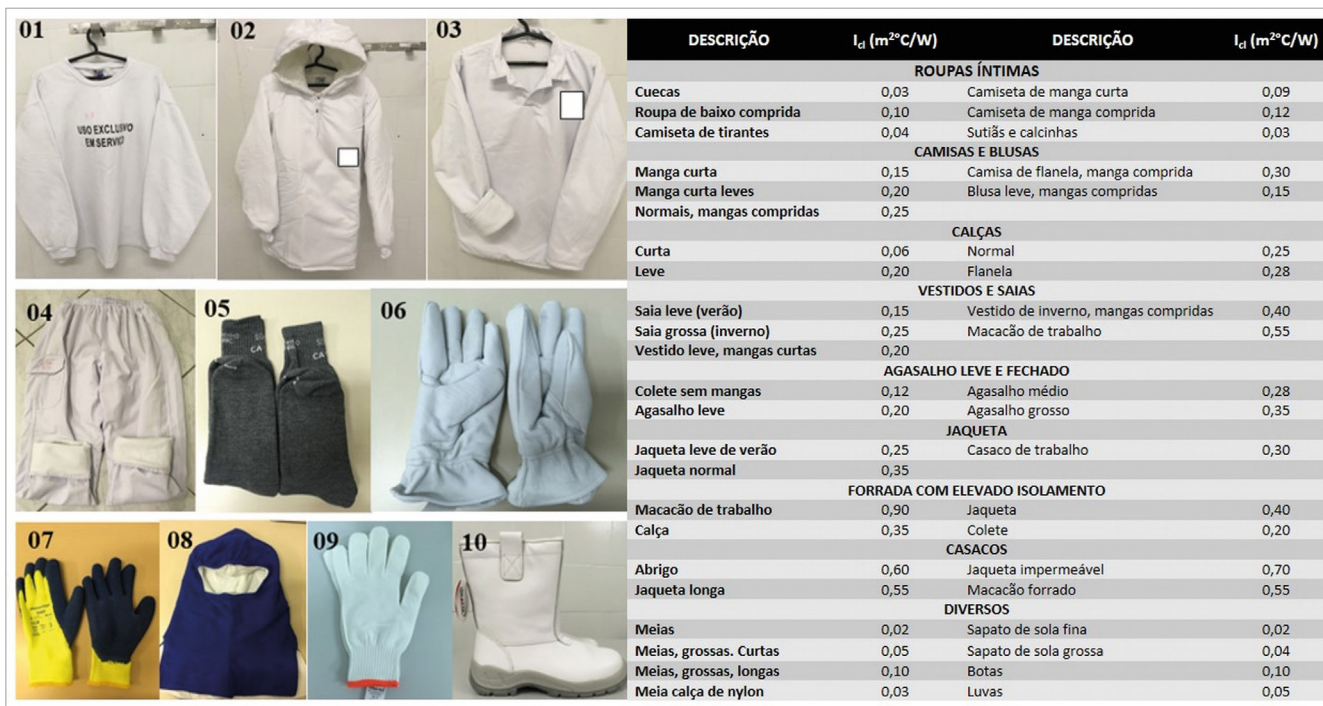 01
02
03
USO EXCLUSIVO
EM SERVIÇO
04
05
CA
06
07
08
09
10
DESCRIÇÃO I_cl (m²°C/W) DESCRIÇÃO I_cl (m²°C/W)
ROUPAS ÍNTIMAS
Cuecas 0,03 Camiseta de manga curta 0,09
Roupa de baixo comprida 0,10 Camiseta de manga comprida 0,12
Camiseta de tirantes 0,04 Sutiãs e calcinhas 0,03
CAMISAS E BLUSAS
Manga curta 0,15 Camisa de flanela, manga comprida 0,30
Manga curta leves 0,20 Blusa leve, mangas compridas 0,15
Normais, mangas compridas 0,25
CALÇAS
Curta 0,06 Normal 0,25
Leve 0,20 Flanela 0,28
VESTIDOS E SAIAS
Saia leve (verão) 0,15 Vestido de inverno, mangas compridas 0,40
Saia grossa (inverno) 0,25 Macacão de trabalho 0,55
Vestido leve, mangas curtas 0,20
AGASALHO LEVE E FECHADO
Colete sem mangas 0,12 Agasalho médio 0,28
Agasalho leve 0,20 Agasalho grosso 0,35
JAQUETA
Jaqueta leve de verão 0,25 Casaco de trabalho 0,30
Jaqueta normal 0,35
FORRADA COM ELEVADO ISOLAMENTO
Macacão de trabalho 0,90 Jaqueta 0,40
Calça 0,35 Colete 0,20
CASACOS
Abrigo 0,60 Jaqueta impermeável 0,70
Jaqueta longa 0,55 Macacão forrado 0,55
DIVERSOS
Meias 0,02 Sapato de sola fina 0,02
Meias, grossas. Curtas 0,05 Sapato de sola grossa 0,04
Meias, grossas, longas 0,10 Botas 0,10
Meia calça de nylon 0,03 Luvas 0,05